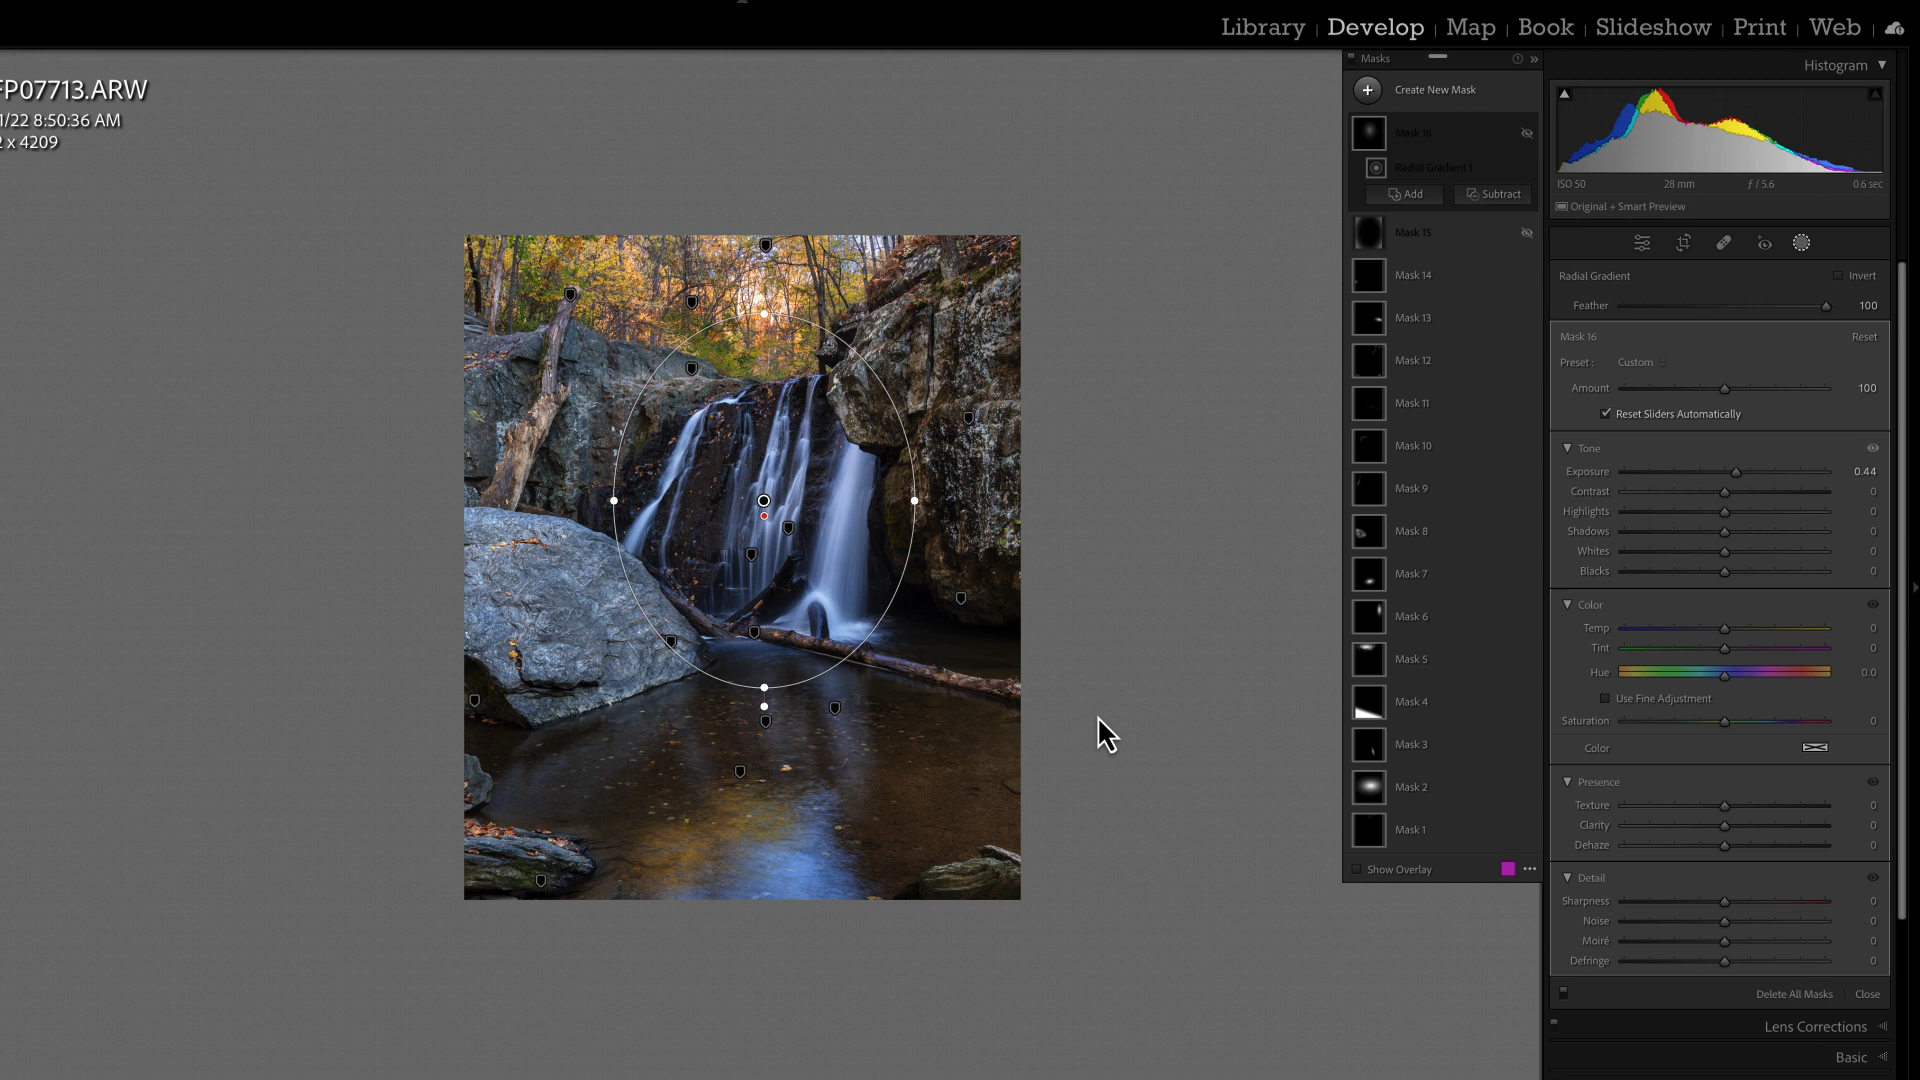 Library | Develop | Map | Book | Slideshow | Print | Web |
FP07713.ARW
1/22 8:50:36 AM
2 x 4209
Masks
Create New Mask
Mask 16
Radial Gradient 1
Add Subtract
Mask 15
Mask 14
Mask 13
Mask 12
Mask 11
Mask 10
Mask 9
Mask 8
Mask 7
Mask 6
Mask 5
Mask 4
Mask 3
Mask 2
Mask 1
Show Overlay
Histogram
ISO 50 28 mm ƒ / 5.6 0.6 sec
Original + Smart Preview
Radial Gradient Invert
Feather 100
Mask 16 Reset
Preset : Custom
Amount 100
Reset Sliders Automatically
Tone
Exposure 0.44
Contrast 0
Highlights 0
Shadows 0
Whites 0
Blacks 0
Color
Temp 0
Tint 0
Hue 0.0
Use Fine Adjustment
Saturation 0
Color
Presence
Texture 0
Clarity 0
Dehaze 0
Detail
Sharpness 0
Noise 0
Moiré 0
Defringe 0
Delete All Masks Close
Lens Corrections
Basic